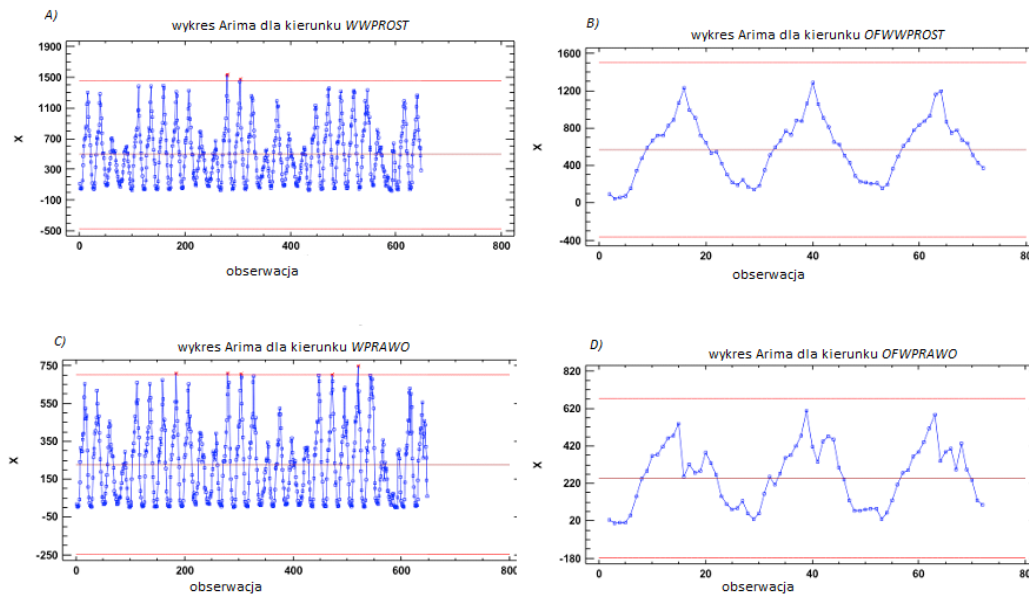 A)
wykres Arima dla kierunku WWPROST
1900
1500
1100
700
300
-100
-500
X
0
200
400
600
800
obserwacja
B)
wykres Arima dla kierunku OFWWPROST
1600
1200
800
400
0
-400
X
0
20
40
60
80
obserwacja
C)
wykres Arima dla kierunku WPRAWO
750
550
350
150
-50
-250
X
0
200
400
600
800
obserwacja
D)
wykres Arima dla kierunku OFWPRAWO
820
620
420
220
20
-180
X
0
20
40
60
80
obserwacja